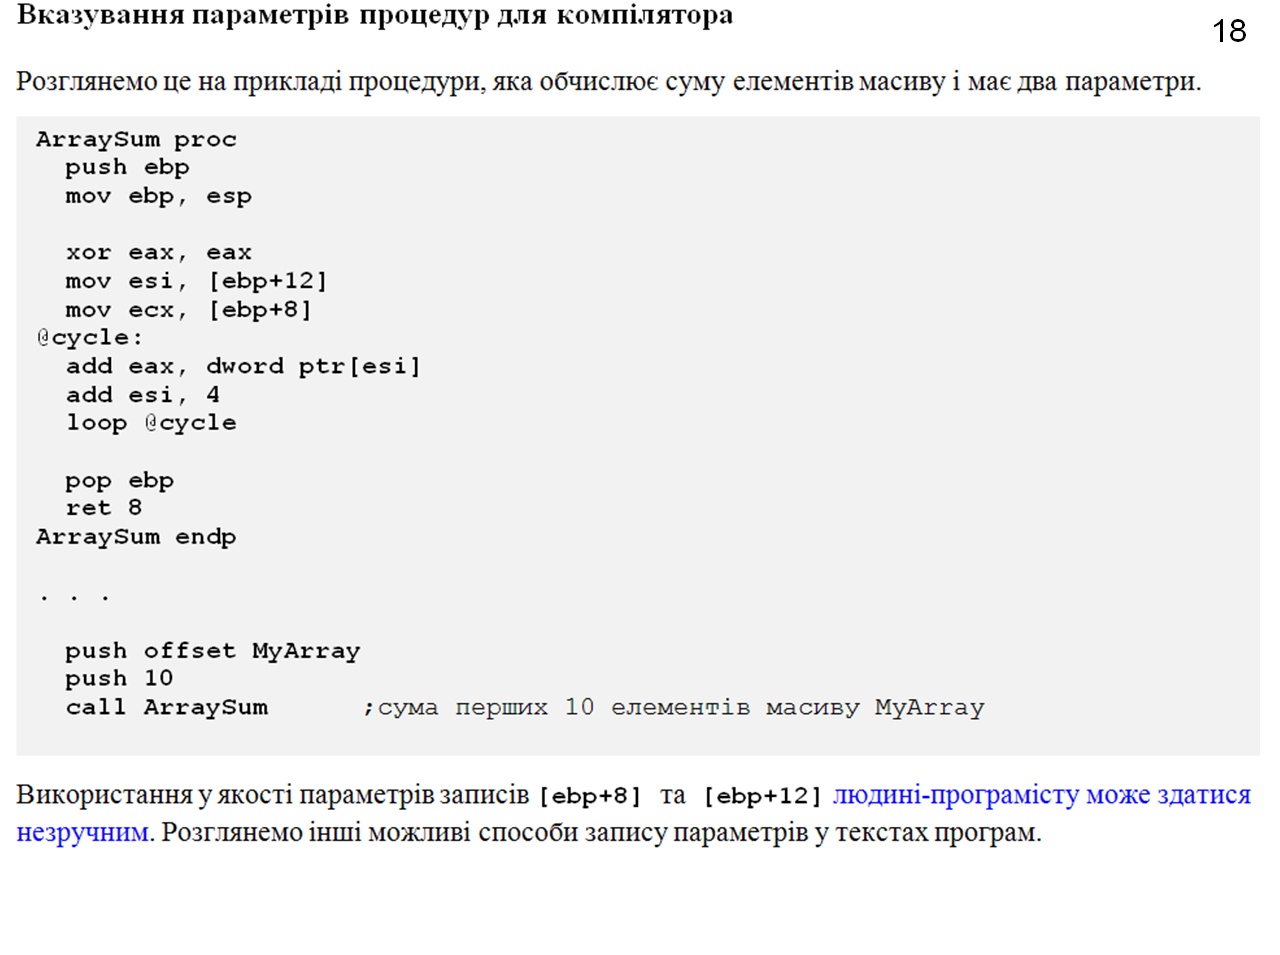 Вказування параметрів процедур для компілятора
18
Розглянемо це на прикладі процедури, яка обчислює суму елементів масиву і має два параметри.
ArraySum proc
push ebp
mov ebp, esp
xor eax, eax
mov esi, [ebp+12]
mov ecx, [ebp+8]
@cycle:
add eax, dword ptr[esi]
add esi, 4
loop @cycle
pop ebp
ret 8
ArraySum endp
. . .
push offset MyArray
push 10
call ArraySum ;сума перших 10 елементів масиву MyArray
Використання у якості параметрів записів [ebp+8] та [ebp+12] людині-програмісту може здатися
незручним. Розглянемо інші можливі способи запису параметрів у текстах програм.